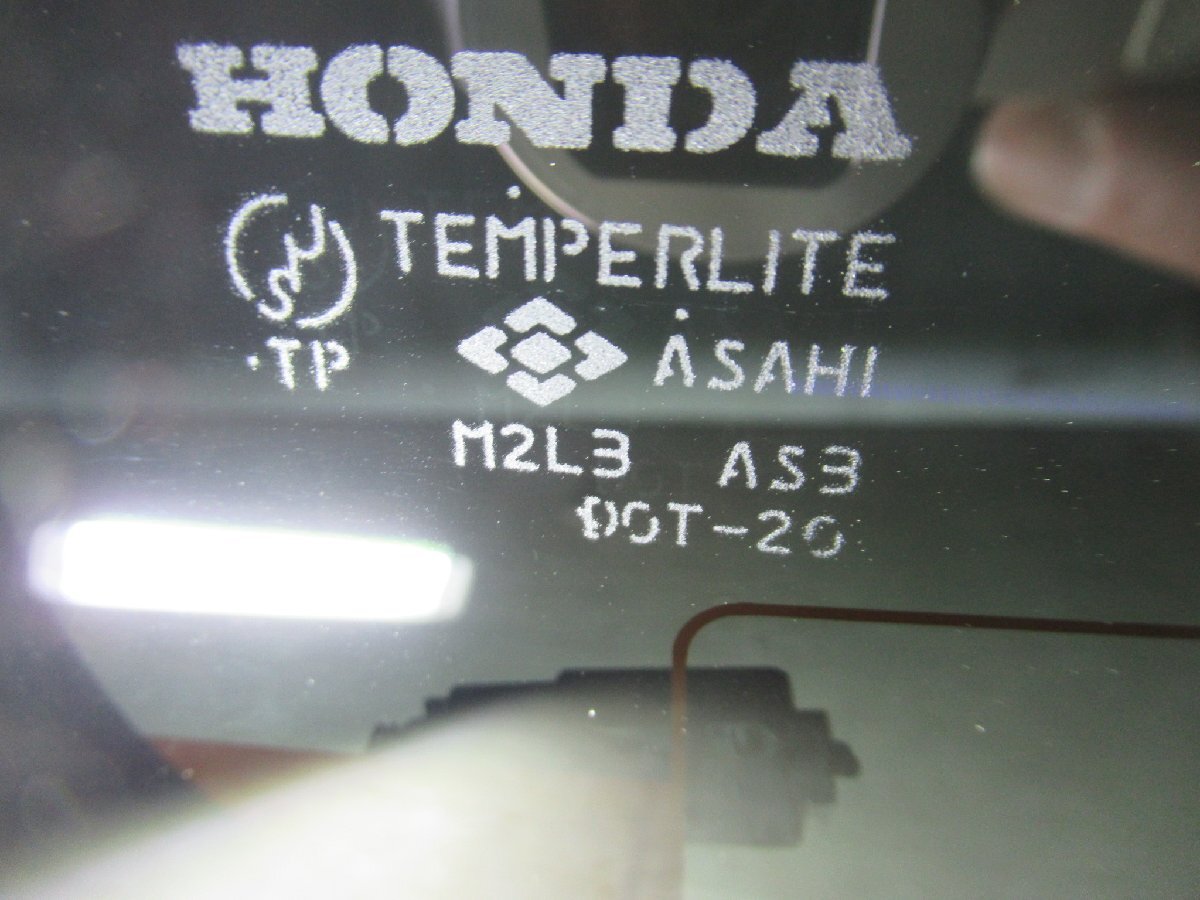 HONDA
TEMPERLITE
TP
ASAHI
M2L3 AS3
DOT-20